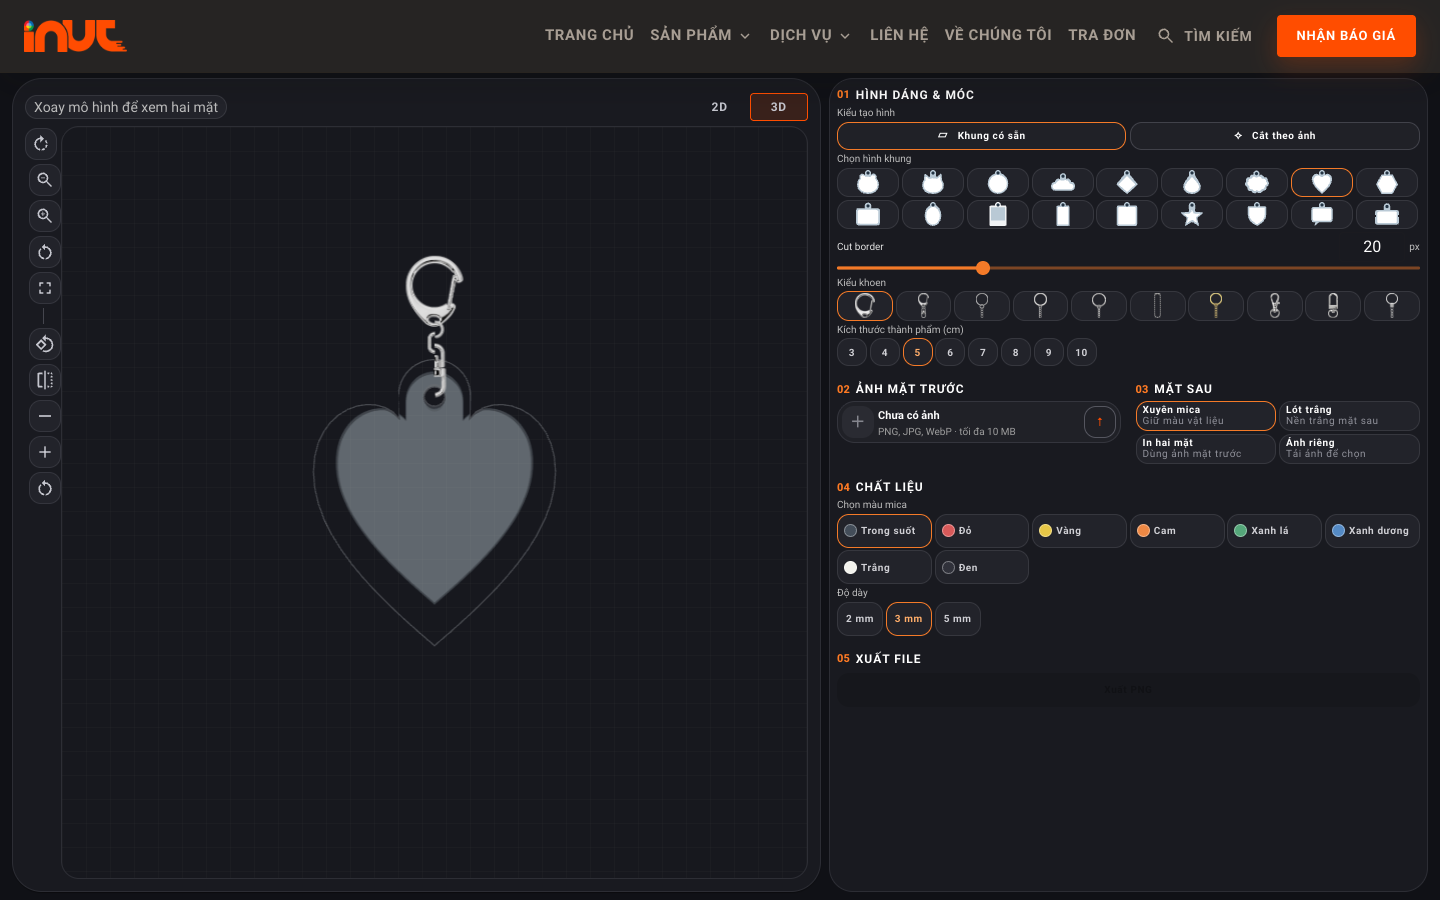 inut
TRANG CHỦ SẢN PHẨM DỊCH VỤ LIÊN HỆ VỀ CHÚNG TÔI TRA ĐƠN TÌM KIẾM NHẬN BÁO GIÁ
Xoay mô hình để xem hai mặt
2D 3D
01 HÌNH DÁNG & MÓC
Kiểu tạo hình
Khung có sẵn Cắt theo ảnh
Chọn hình khung
Cut border 20 px
Kiểu khoen
Kích thước thành phẩm (cm)
3 4 5 6 7 8 9 10
02 ẢNH MẶT TRƯỚC
Chưa có ảnh
PNG, JPG, WebP · tối đa 10 MB
03 MẶT SAU
Xuyên mica
Giữ màu vật liệu
Lót trắng
Nền trắng mặt sau
In hai mặt
Dùng ảnh mặt trước
Ảnh riêng
Tải ảnh để chọn
04 CHẤT LIỆU
Chọn màu mica
Trong suốt Đỏ Vàng Cam Xanh lá Xanh dương
Trắng Đen
Độ dày
2 mm 3 mm 5 mm
05 XUẤT FILE